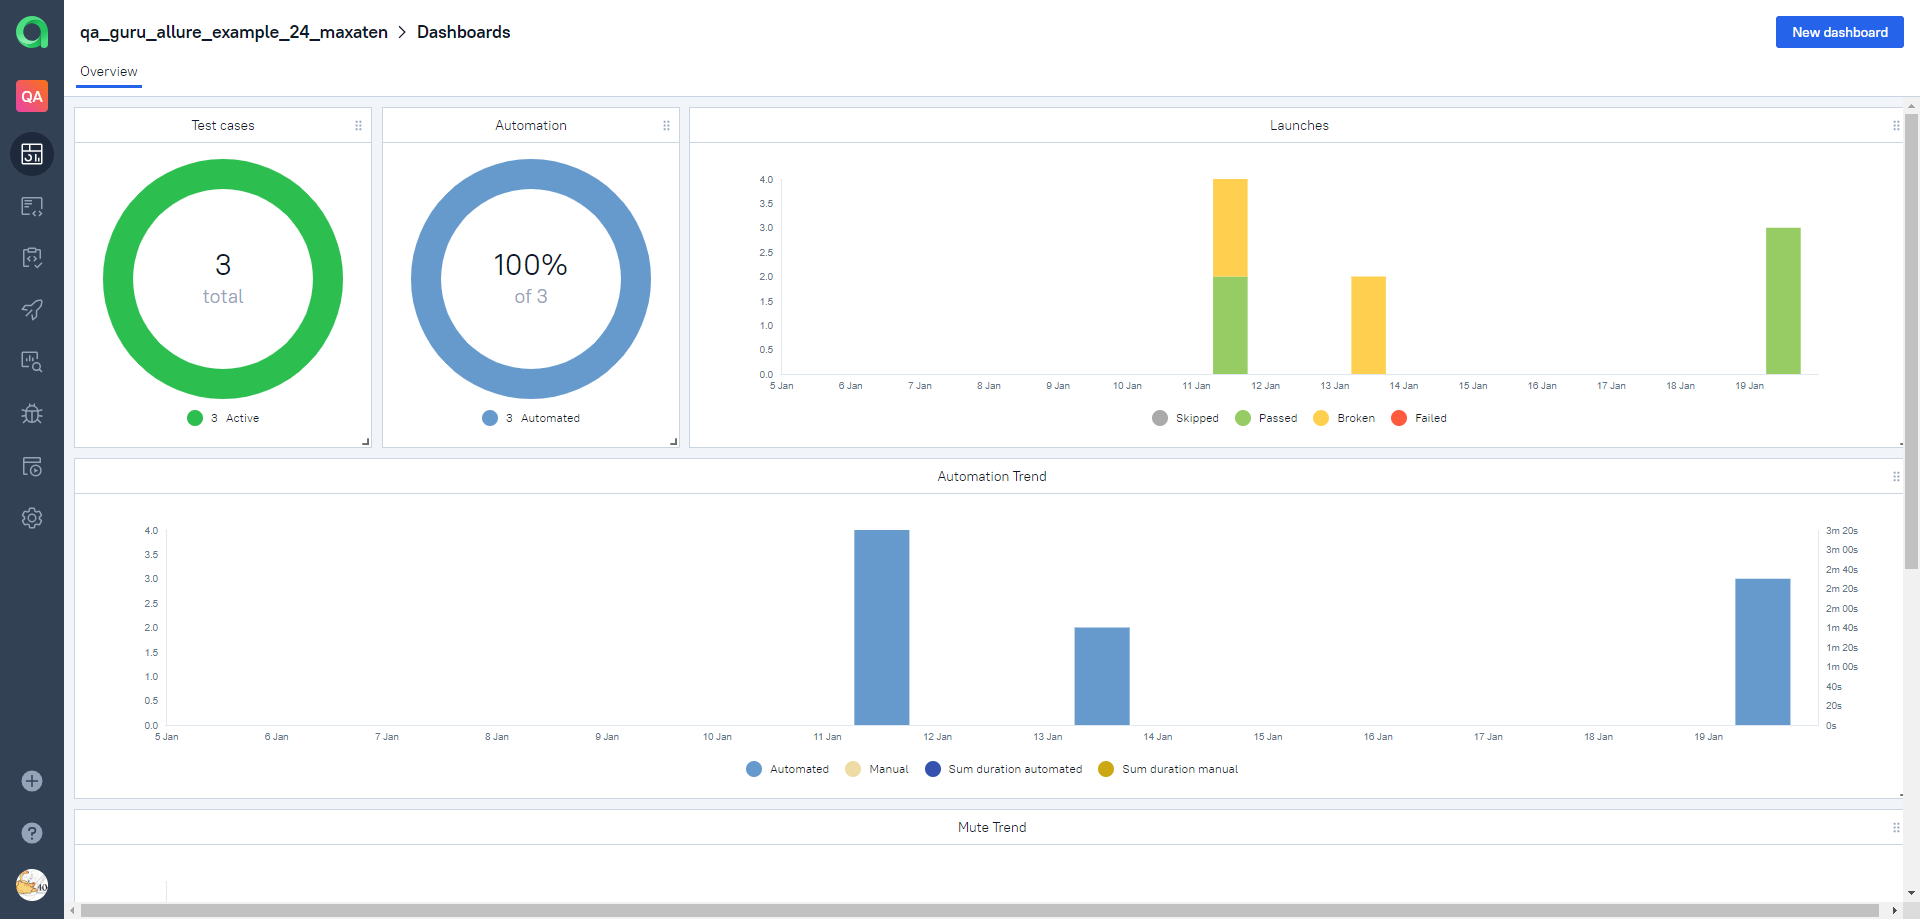 qa_guru_allure_example_24_maxaten > Dashboards
New dashboard
Overview
QA
Test cases
3
total
3 Active
Automation
100%
of 3
3 Automated
Launches
4.0
3.5
3.0
2.5
2.0
1.5
1.0
0.5
0.0
5 Jan 6 Jan 7 Jan 8 Jan 9 Jan 10 Jan 11 Jan 12 Jan 13 Jan 14 Jan 15 Jan 16 Jan 17 Jan 18 Jan 19 Jan
Skipped Passed Broken Failed
Automation Trend
4.0
3.5
3.0
2.5
2.0
1.5
1.0
0.5
0.0
3m 20s
3m 00s
2m 40s
2m 20s
2m 00s
1m 40s
1m 20s
1m 00s
40s
20s
0s
5 Jan 6 Jan 7 Jan 8 Jan 9 Jan 10 Jan 11 Jan 12 Jan 13 Jan 14 Jan 15 Jan 16 Jan 17 Jan 18 Jan 19 Jan
Automated Manual Sum duration automated Sum duration manual
Mute Trend